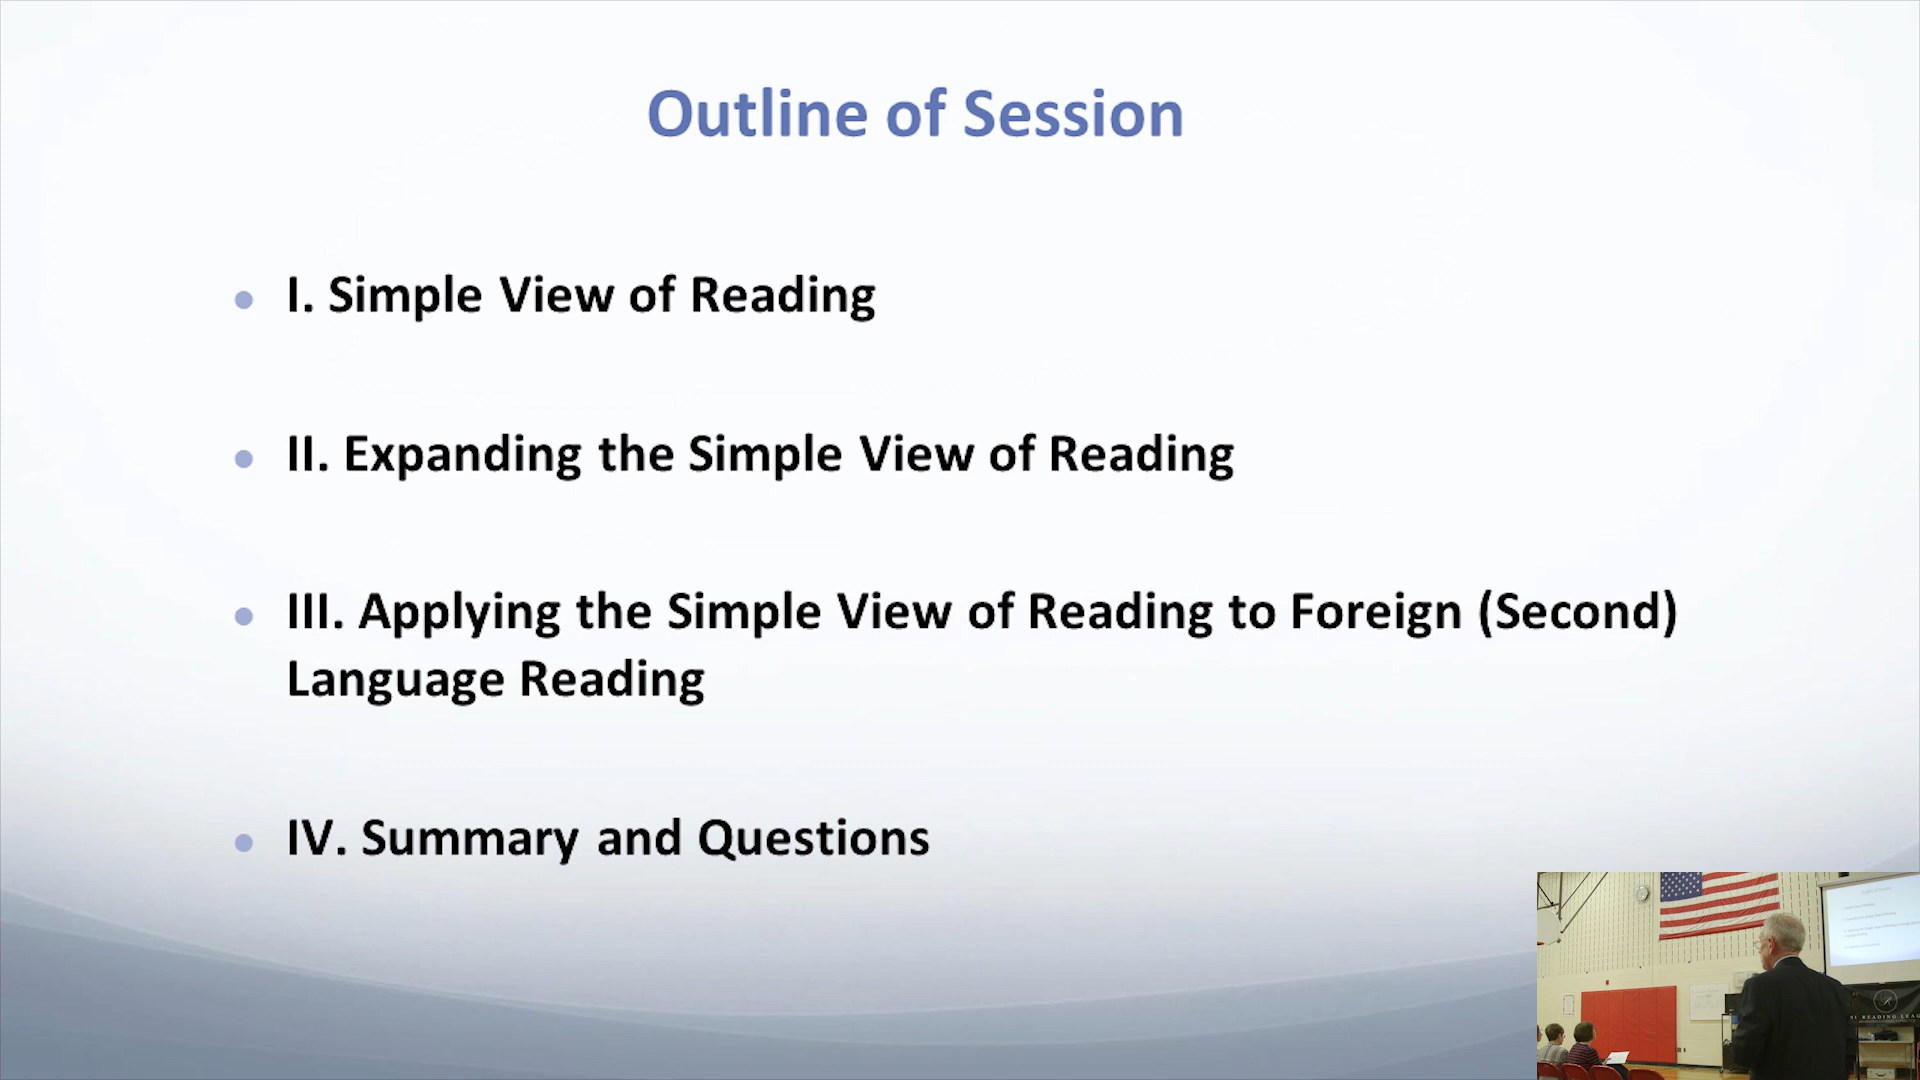 Outline of Session
I. Simple View of Reading
II. Expanding the Simple View of Reading
III. Applying the Simple View of Reading to Foreign (Second)
Language Reading
IV. Summary and Questions
READING